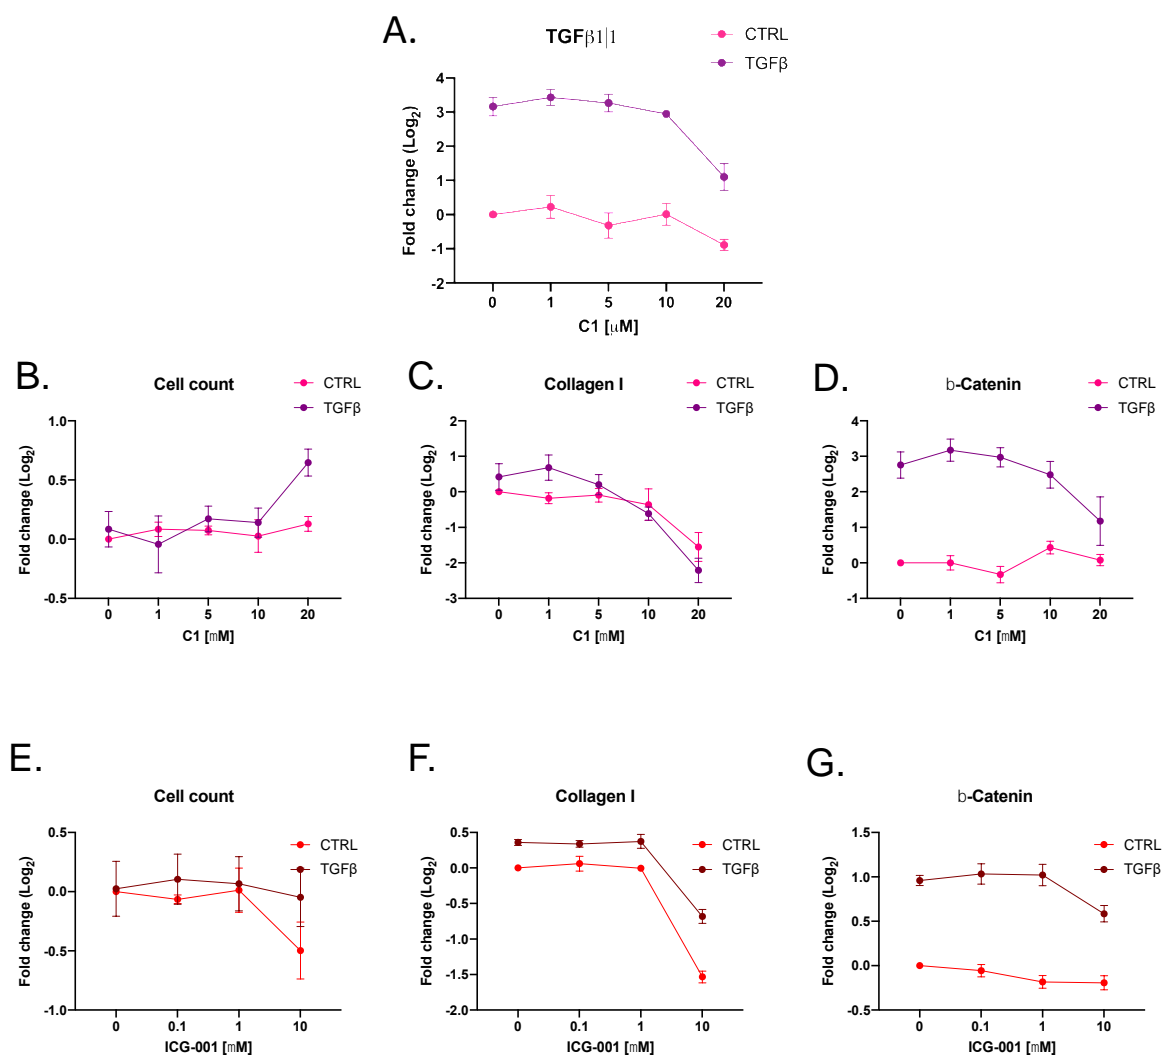 A.
TGFβ1|1
CTRL
TGFβ
Fold change (Log2)
4
3
2
1
0
-1
-2
0 1 5 10 20
C1 [μM]
B.
Cell count
CTRL
TGFβ
Fold change (Log2)
1.0
0.5
0.0
-0.5
0 1 5 10 20
C1 [mM]
C.
Collagen I
CTRL
TGFβ
Fold change (Log2)
2
1
0
-1
-2
-3
0 1 5 10 20
C1 [mM]
D.
b-Catenin
CTRL
TGFβ
Fold change (Log2)
4
3
2
1
0
-1
0 1 5 10 20
C1 [mM]
E.
Cell count
CTRL
TGFβ
Fold change (Log2)
0.5
0.0
-0.5
-1.0
0 0.1 1 10
ICG-001 [mM]
F.
Collagen I
CTRL
TGFβ
Fold change (Log2)
0.5
0.0
-0.5
-1.0
-1.5
-2.0
0 0.1 1 10
ICG-001 [mM]
G.
b-Catenin
CTRL
TGFβ
Fold change (Log2)
1.5
1.0
0.5
0.0
-0.5
0 0.1 1 10
ICG-001 [mM]